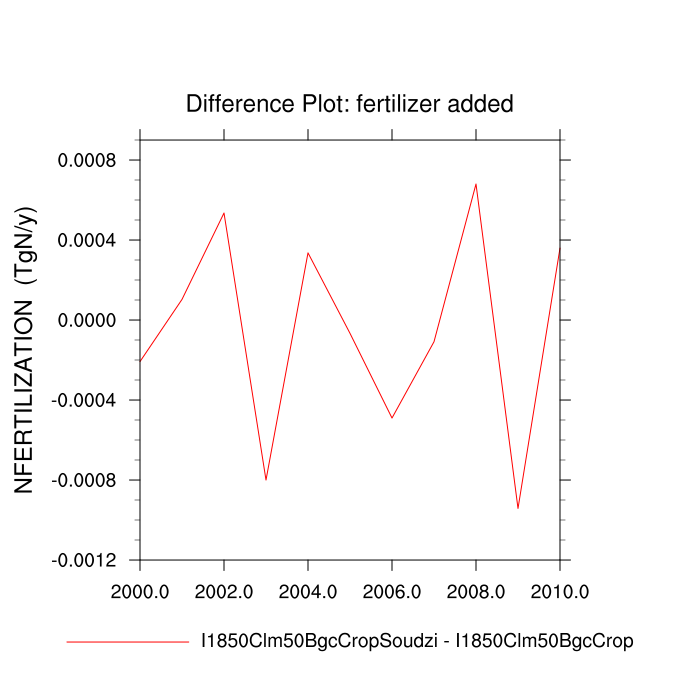 Difference Plot: fertilizer added
0.0008
0.0004
0.0000
-0.0004
-0.0008
-0.0012
NFERTILIZATION (TgN/y)
2000.0 2002.0 2004.0 2006.0 2008.0 2010.0
I1850Clm50BgcCropSoudzi - I1850Clm50BgcCrop